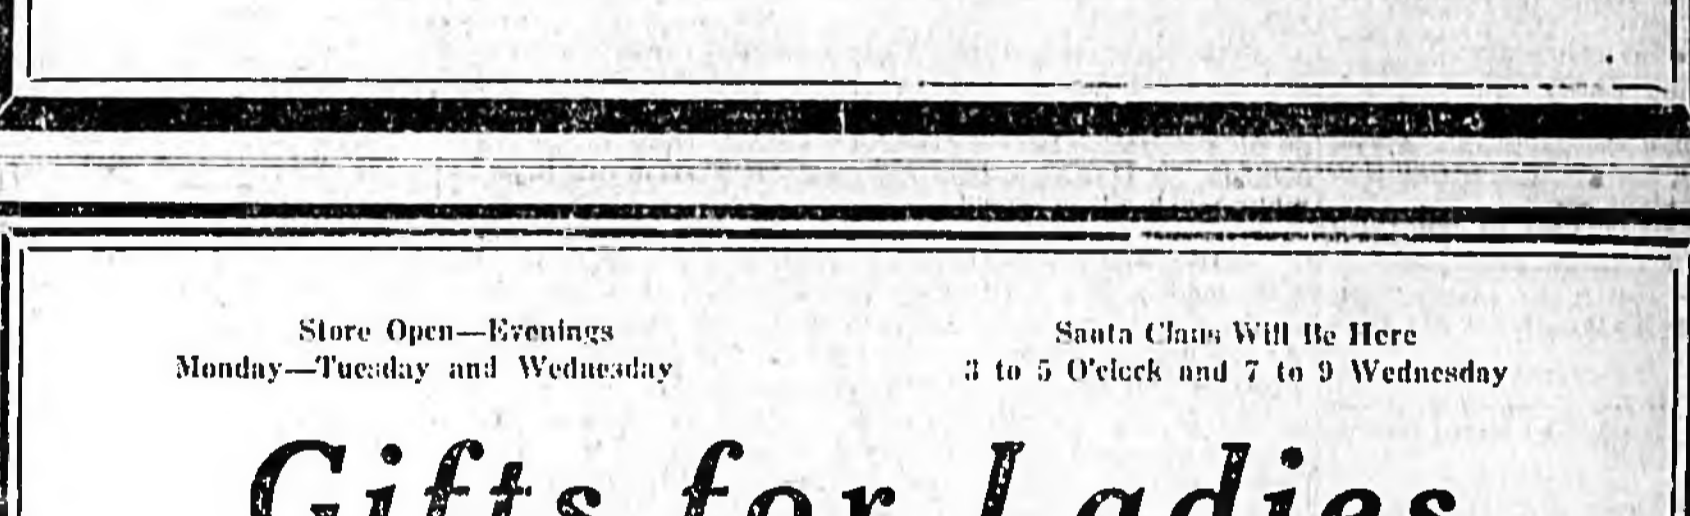 Store Open—Evenings
Monday—Tuesday and Wednesday
Santa Claus Will Be Here
3 to 5 O'clock and 7 to 9 Wednesday
Gifts for Ladies